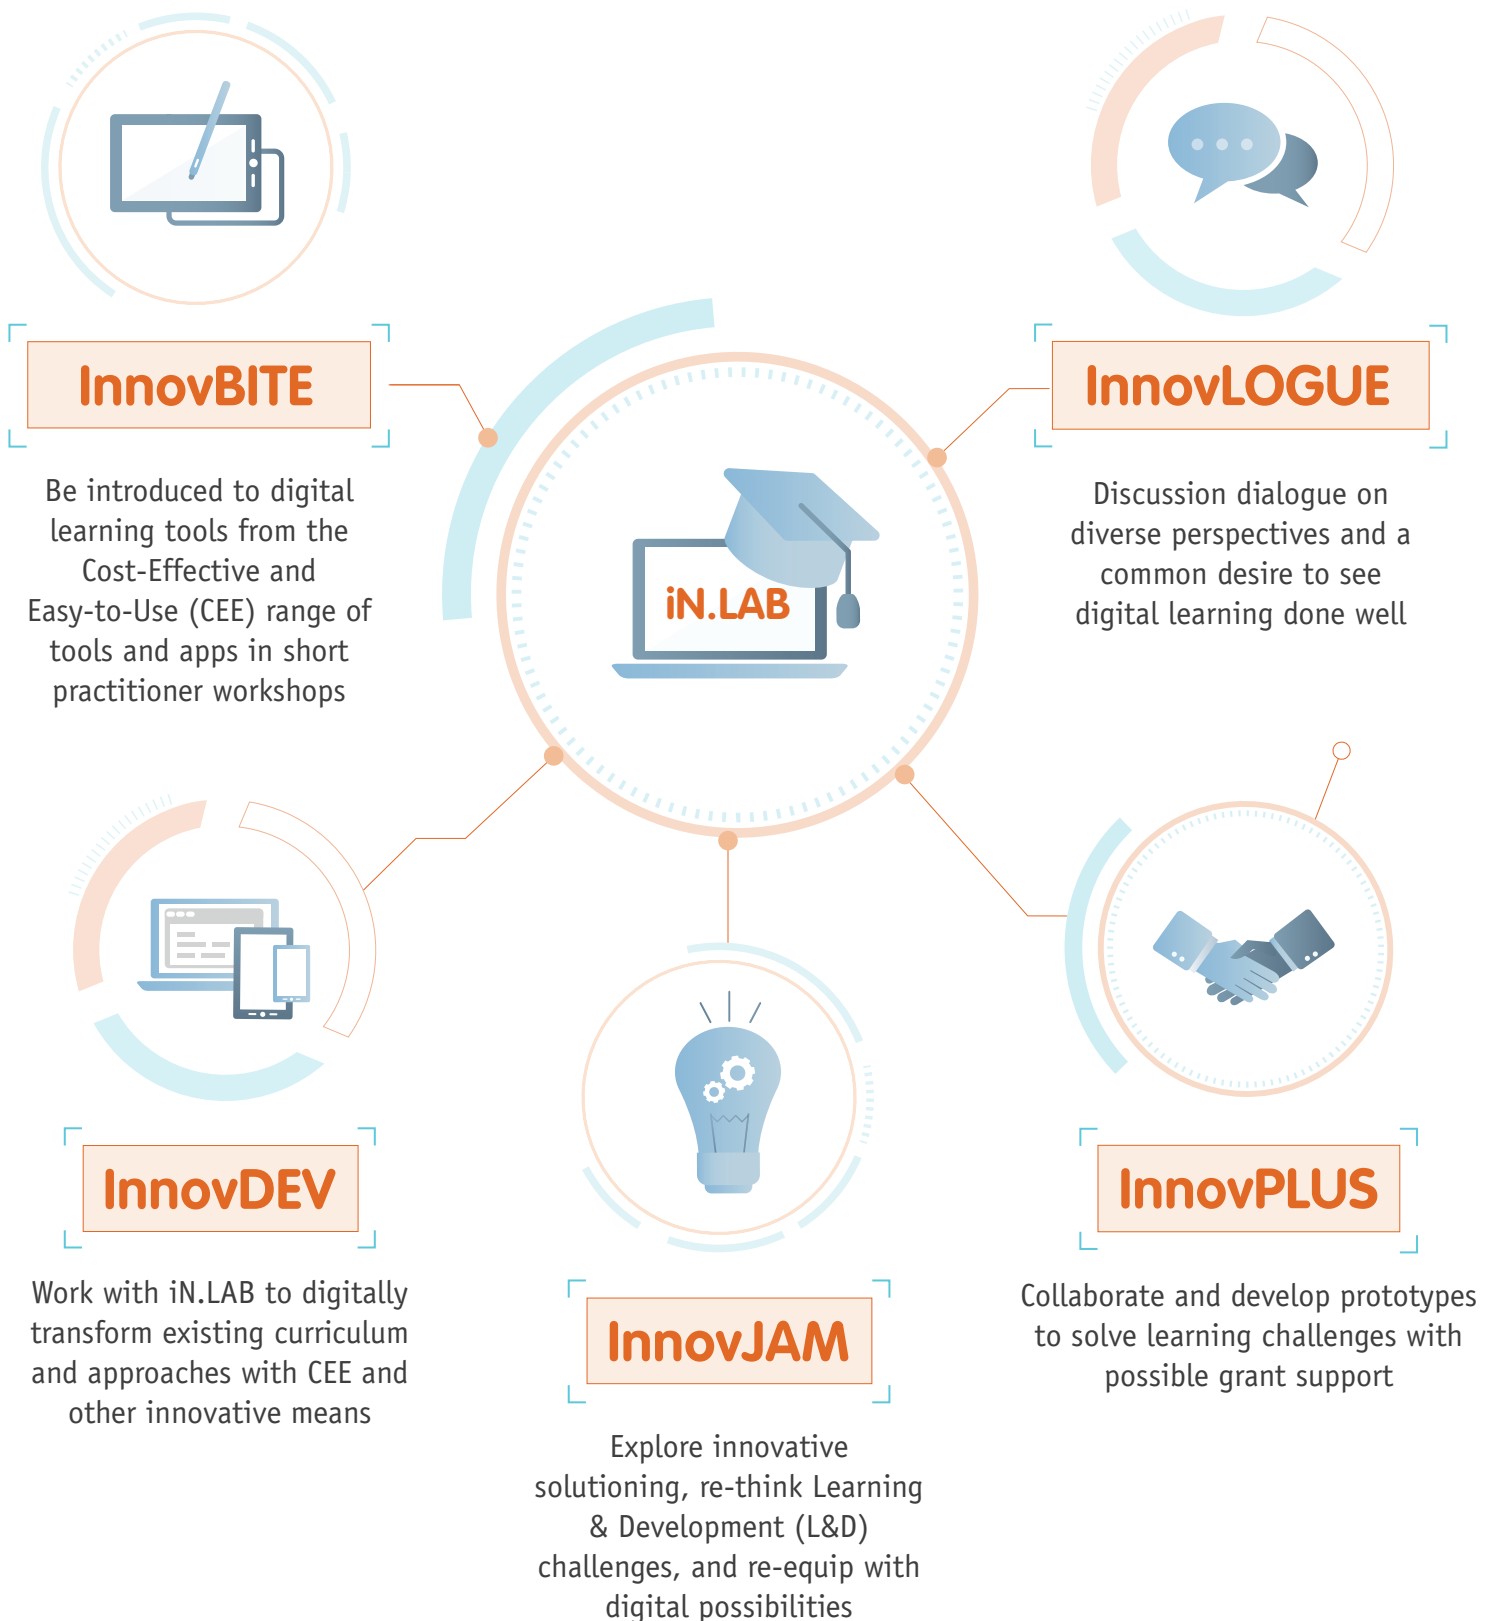 InnovBITE
Be introduced to digital
learning tools from the
Cost-Effective and
Easy-to-Use (CEE) range of
tools and apps in short
practitioner workshops
InnovLOGUE
Discussion dialogue on
diverse perspectives and a
common desire to see
digital learning done well
iN.LAB
InnovDEV
Work with iN.LAB to digitally
transform existing curriculum
and approaches with CEE and
other innovative means
InnovJAM
Explore innovative
solutioning, re-think Learning
& Development (L&D)
challenges, and re-equip with
digital possibilities
InnovPLUS
Collaborate and develop prototypes
to solve learning challenges with
possible grant support